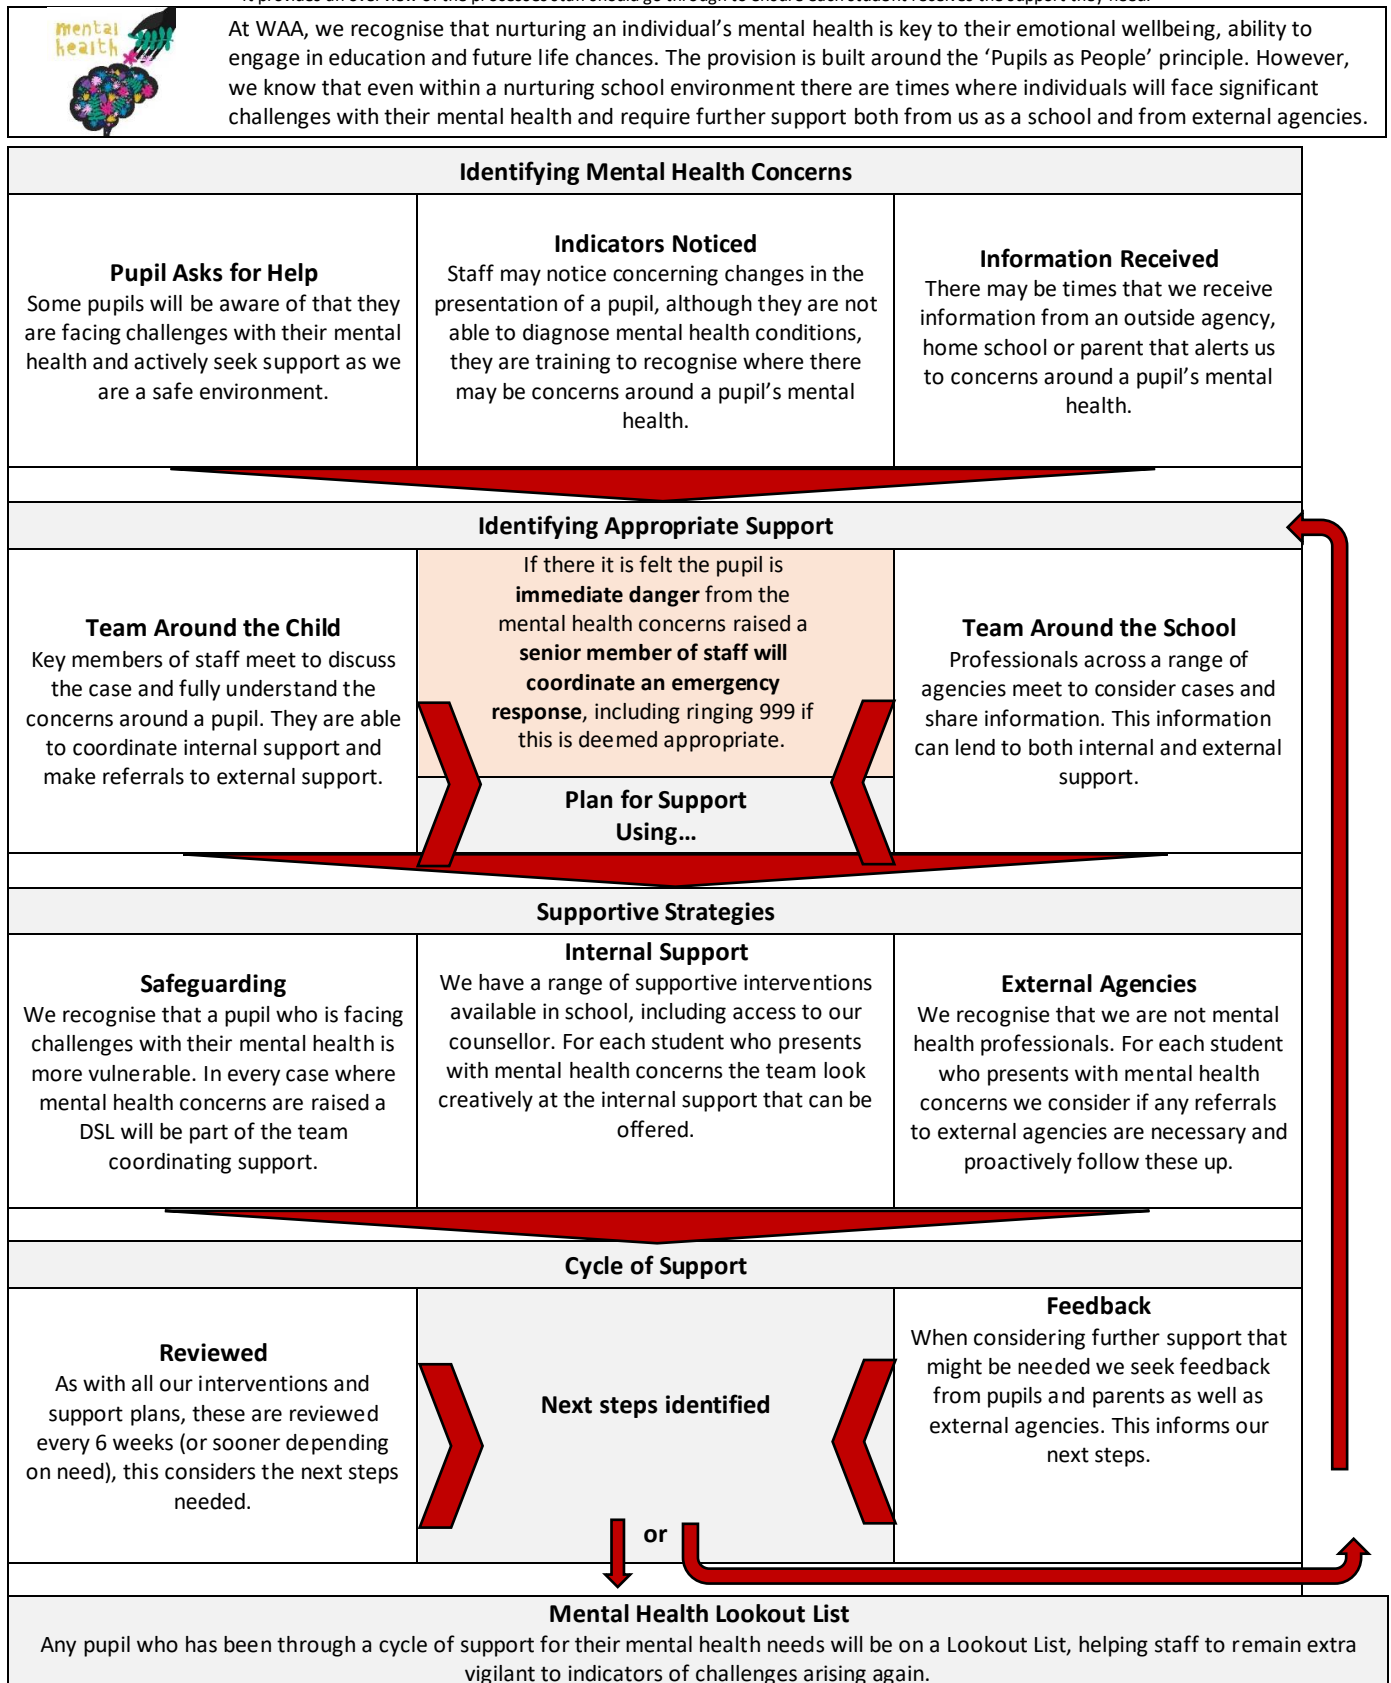 It provides an overview of the processes staff should go through to ensure each student receives the support they need.
mental
health
At WAA, we recognise that nurturing an individual's mental health is key to their emotional wellbeing, ability to
engage in education and future life chances. The provision is built around the 'Pupils as People' principle. However,
we know that even within a nurturing school environment there are times where individuals will face significant
challenges with their mental health and require further support both from us as a school and from external agencies.
Identifying Mental Health Concerns
Pupil Asks for Help
Some pupils will be aware of that they
are facing challenges with their mental
health and actively seek support as we
are a safe environment.
Indicators Noticed
Staff may notice concerning changes in the
presentation of a pupil, although they are not
able to diagnose mental health conditions,
they are training to recognise where there
may be concerns around a pupil's mental
health.
Information Received
There may be times that we receive
information from an outside agency,
home school or parent that alerts us
to concerns around a pupil's mental
health.
Identifying Appropriate Support
Team Around the Child
Key members of staff meet to discuss
the case and fully understand the
concerns around a pupil. They are able
to coordinate internal support and
make referrals to external support.
If there it is felt the pupil is
immediate danger from the
mental health concerns raised a
senior member of staff will
coordinate an emergency
response, including ringing 999 if
this is deemed appropriate.
Plan for Support
Using…
Team Around the School
Professionals across a range of
agencies meet to consider cases and
share information. This information
can lend to both internal and external
support.
Supportive Strategies
Safeguarding
We recognise that a pupil who is facing
challenges with their mental health is
more vulnerable. In every case where
mental health concerns are raised a
DSL will be part of the team
coordinating support.
Internal Support
We have a range of supportive interventions
available in school, including access to our
counsellor. For each student who presents
with mental health concerns the team look
creatively at the internal support that can be
offered.
External Agencies
We recognise that we are not mental
health professionals. For each student
who presents with mental health
concerns we consider if any referrals
to external agencies are necessary and
proactively follow these up.
Cycle of Support
Reviewed
As with all our interventions and
support plans, these are reviewed
every 6 weeks (or sooner depending
on need), this considers the next steps
needed.
Next steps identified
or
Feedback
When considering further support that
might be needed we seek feedback
from pupils and parents as well as
external agencies. This informs our
next steps.
Mental Health Lookout List
Any pupil who has been through a cycle of support for their mental health needs will be on a Lookout List, helping staff to remain extra
vigilant to indicators of challenges arising again.